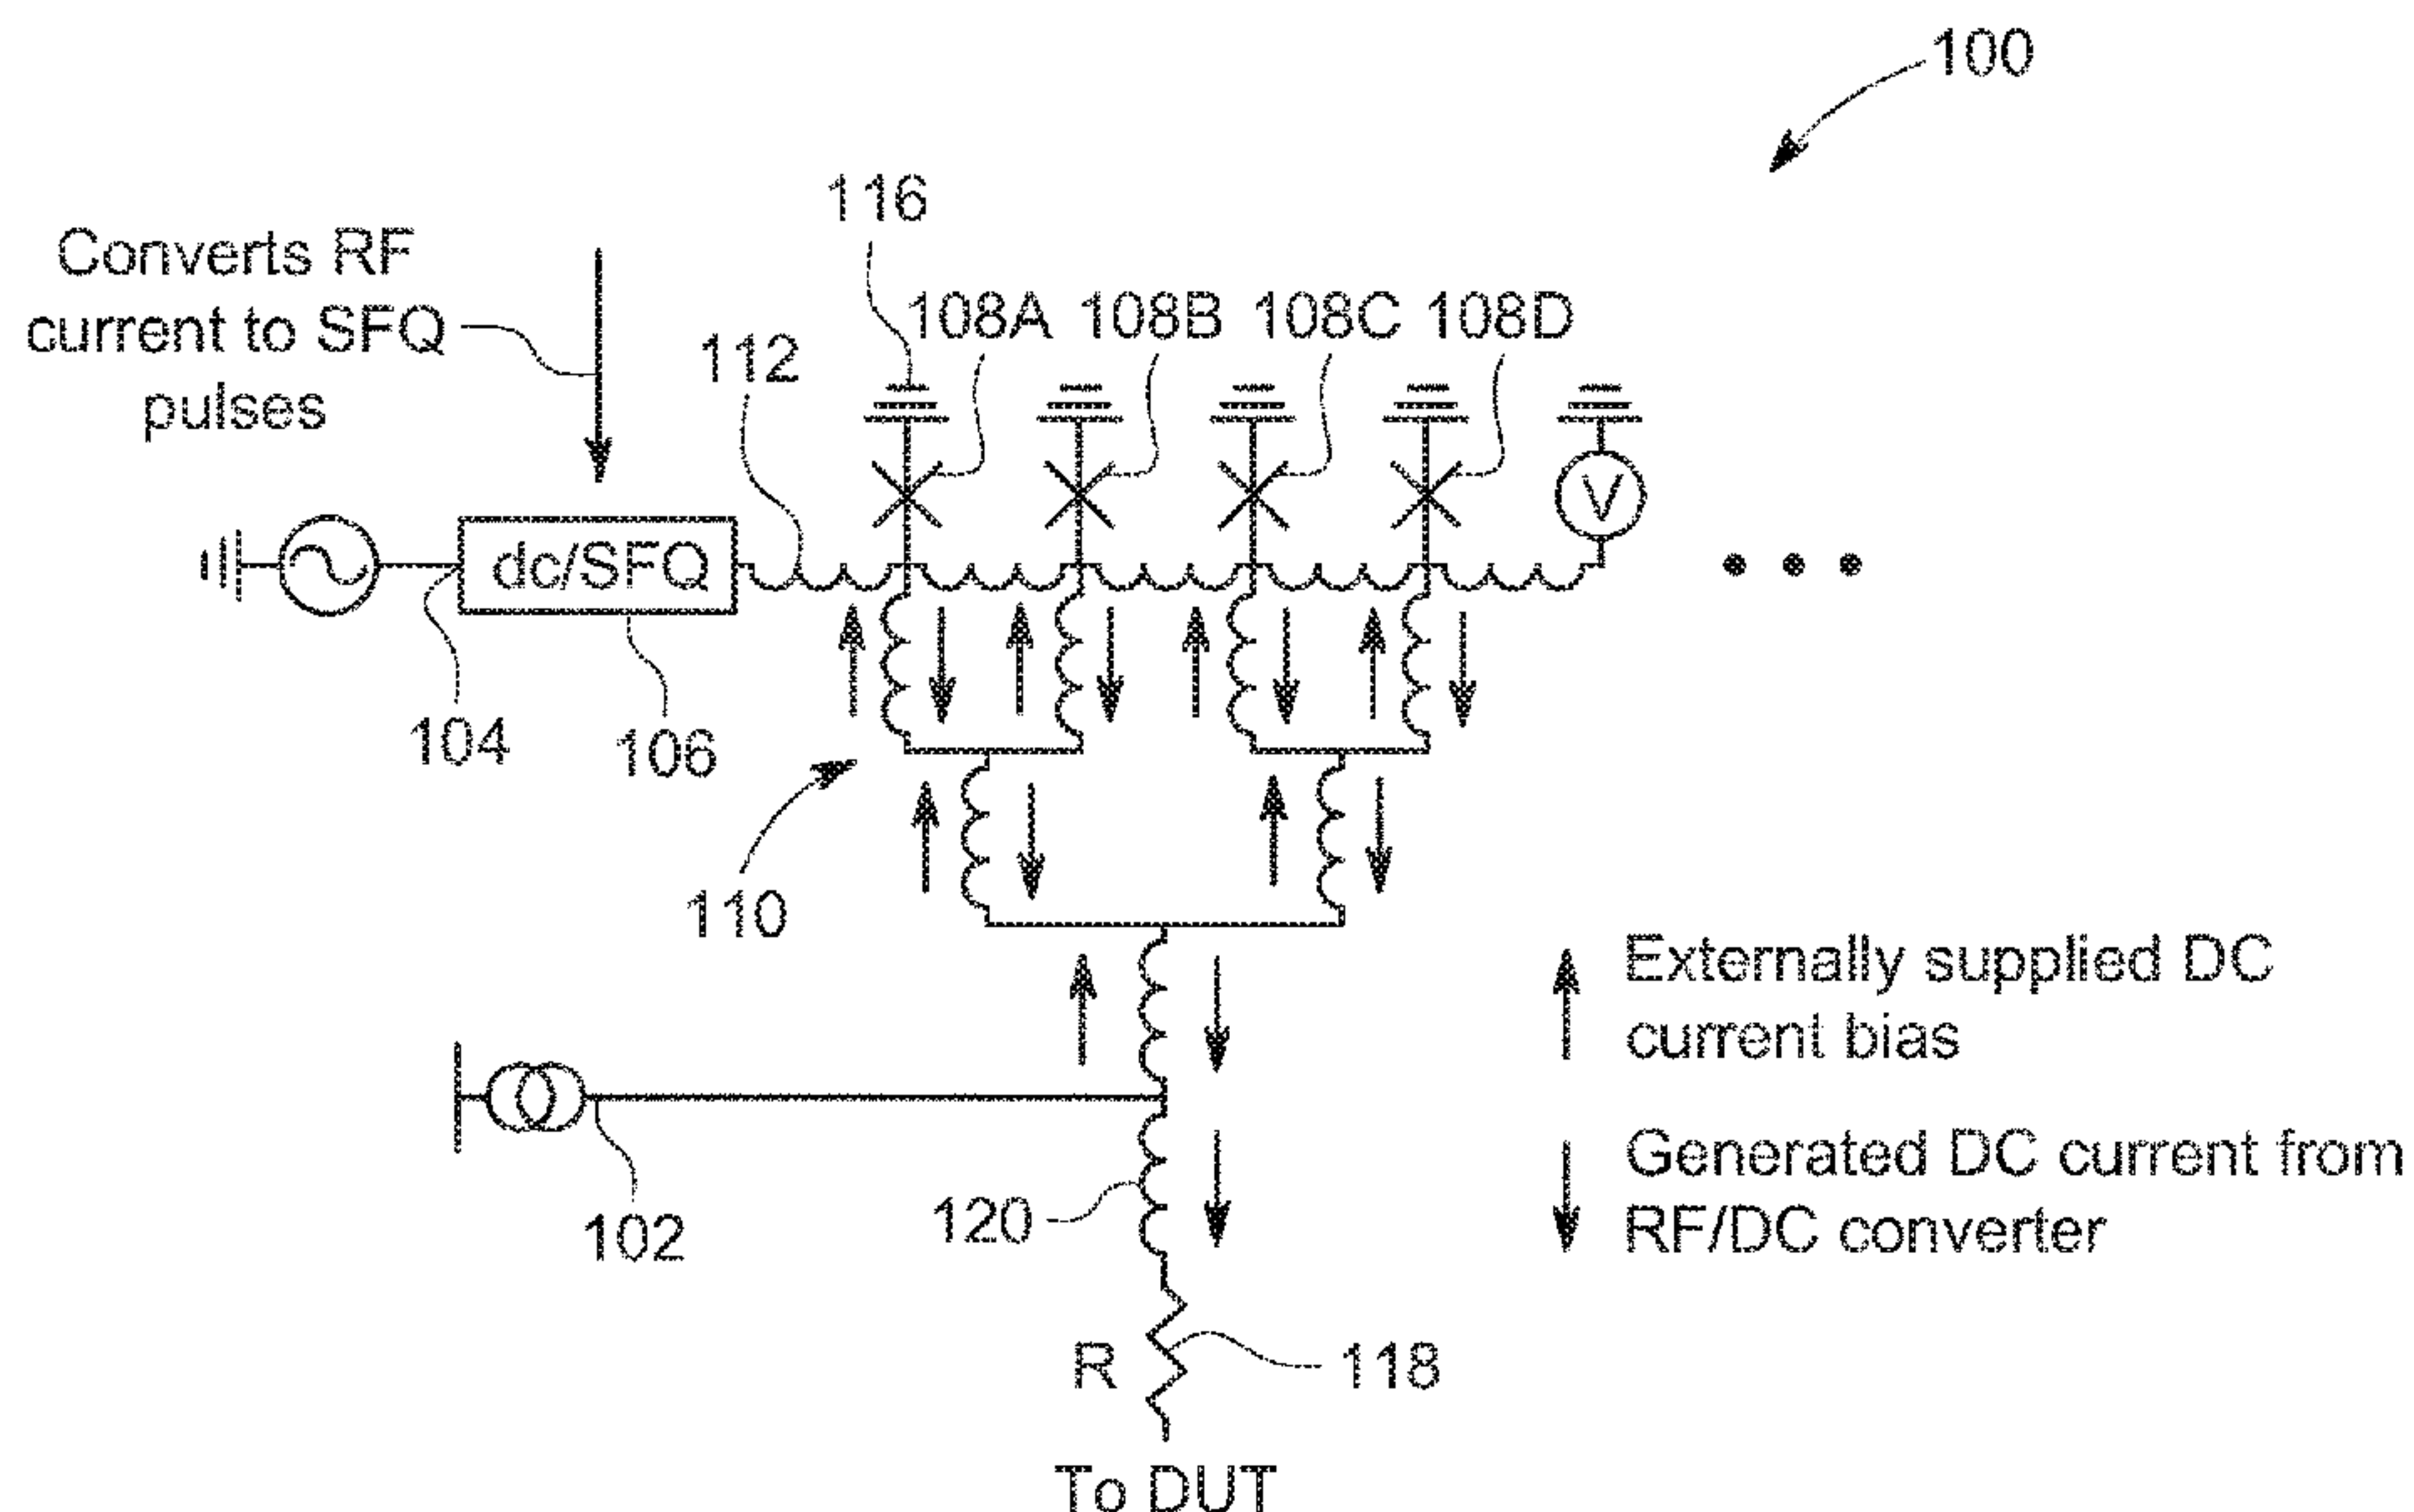 100
116
Converts RF
current to SFQ
pulses
108A 108B 108C 108D
112
V
dc/SFQ
104
106
110
Externally supplied DC
current bias
102
120
Generated DC current from
RF/DC converter
R
118
To DUT